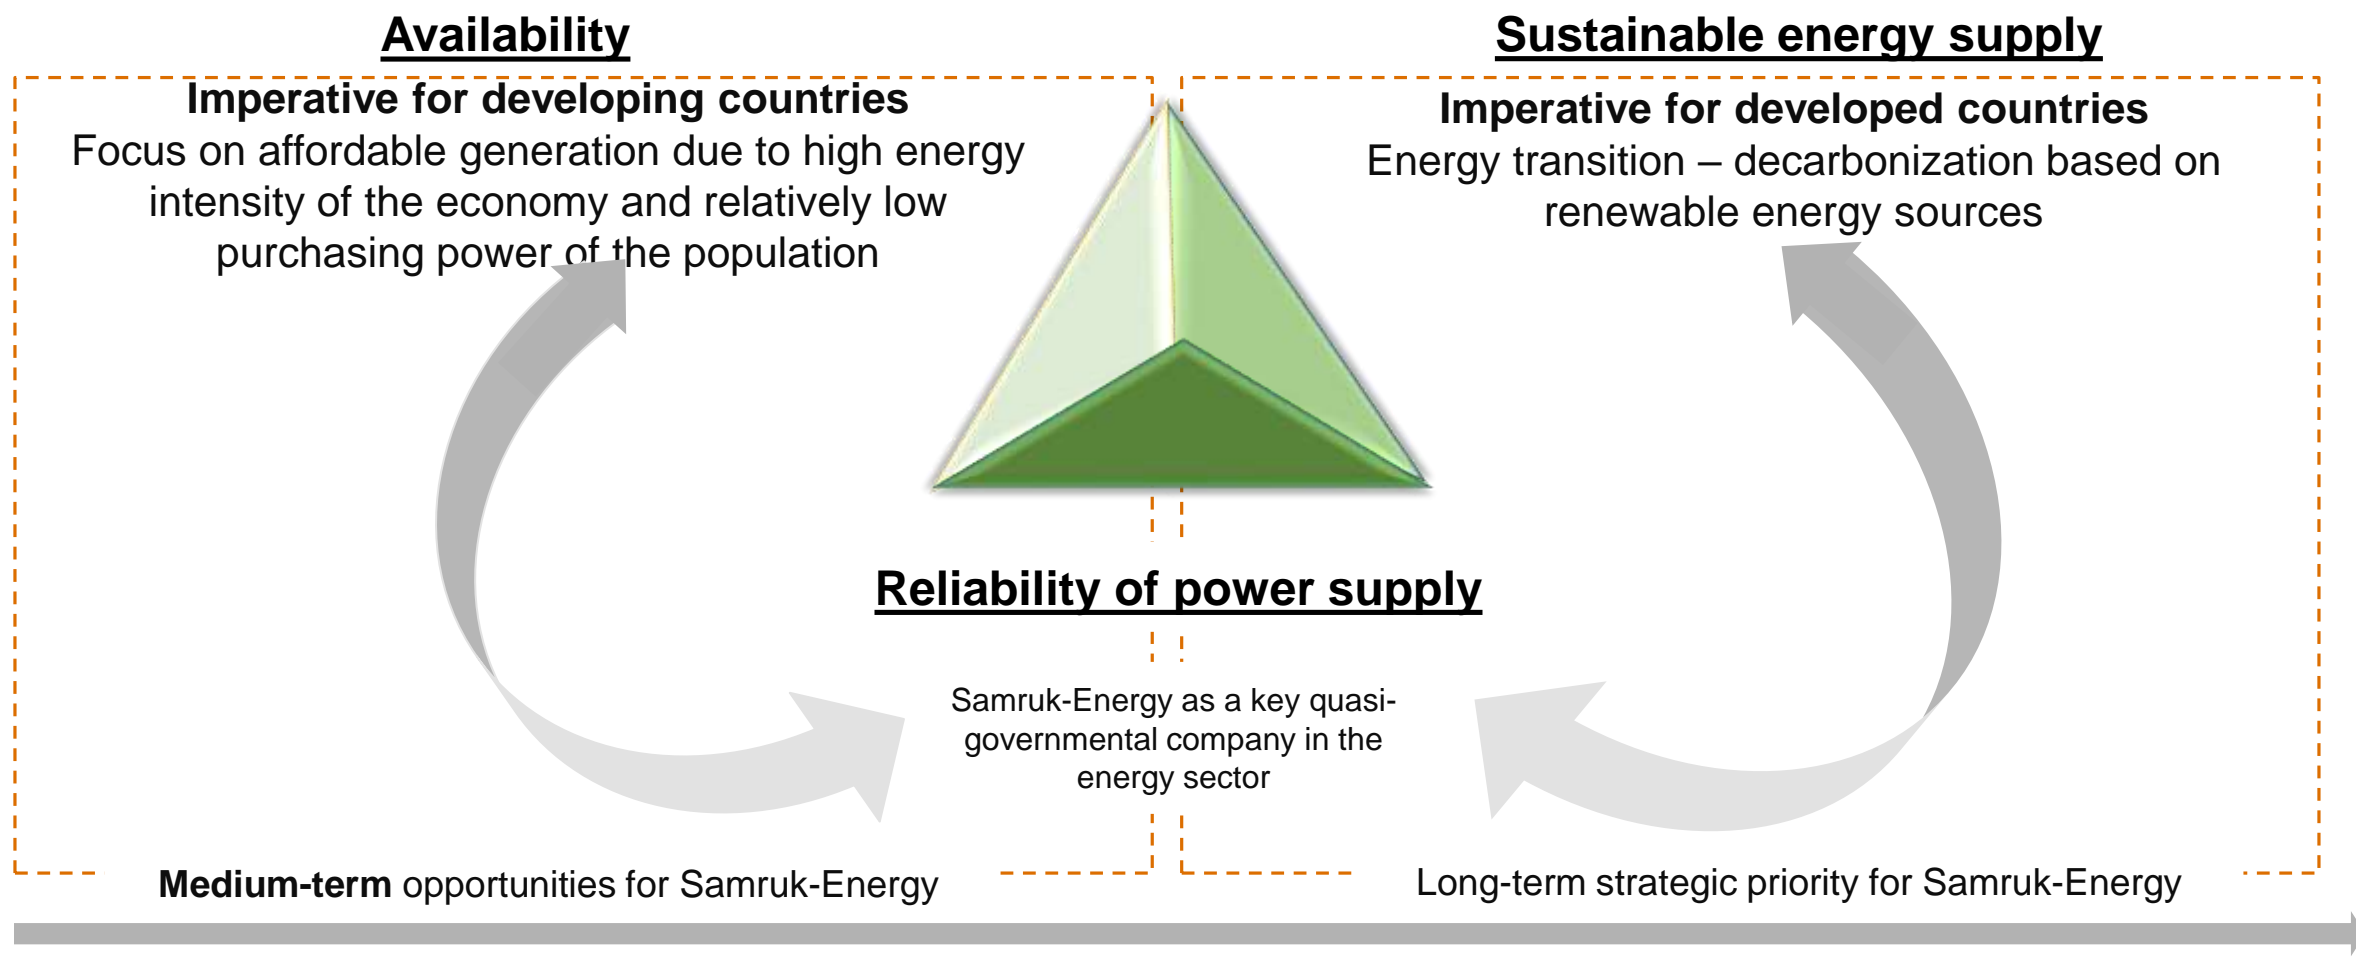 Availability
Imperative for developing countries
Focus on affordable generation due to high energy
intensity of the economy and relatively low
purchasing power of the population
Sustainable energy supply
Imperative for developed countries
Energy transition – decarbonization based on
renewable energy sources
Reliability of power supply
Samruk-Energy as a key quasi-
governmental company in the
energy sector
Medium-term opportunities for Samruk-Energy
Long-term strategic priority for Samruk-Energy